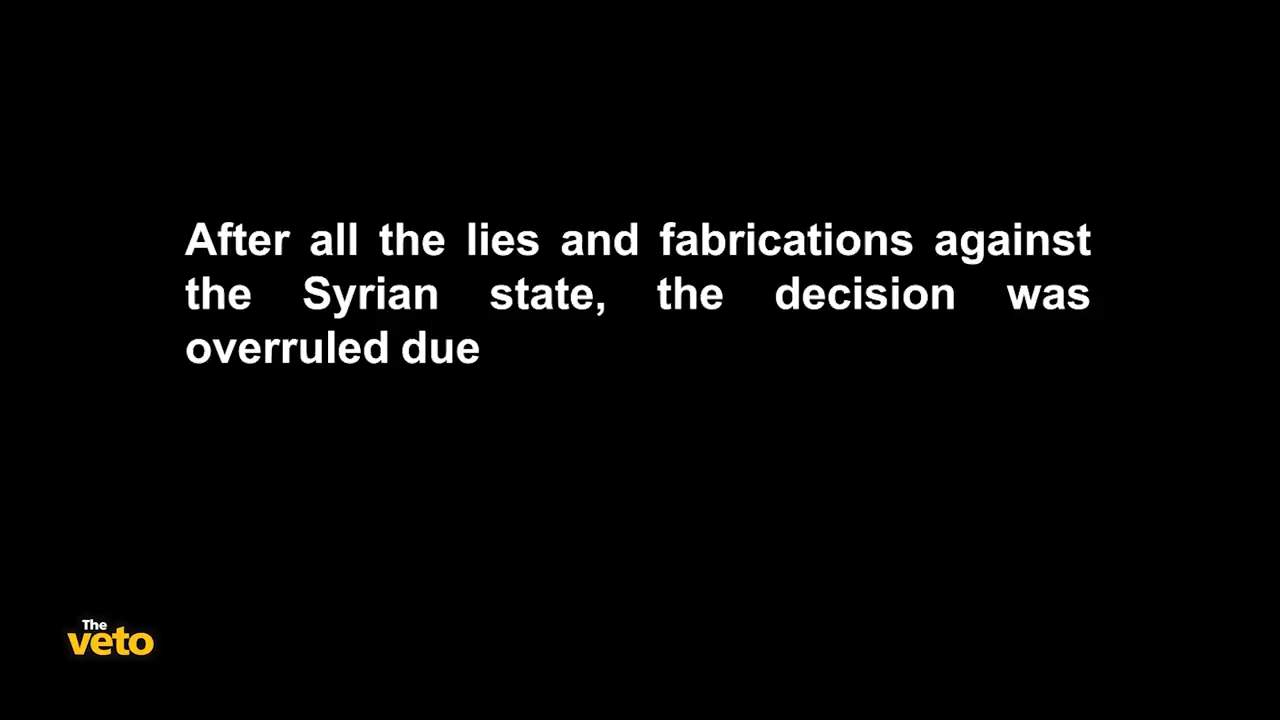 After all the lies and fabrications against
the Syrian state, the decision was
overruled due
The
veto